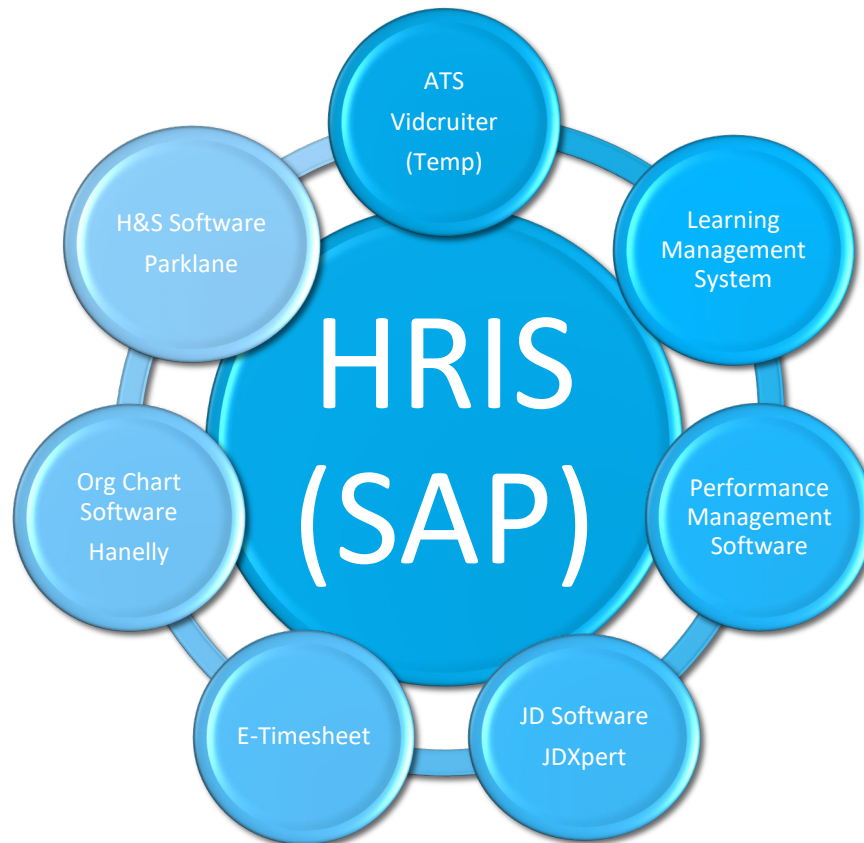 ATS
Vidcruiter
(Temp)
Learning
Management
System
Performance
Management
Software
JD Software
JDXpert
E-Timesheet
Org Chart
Software
Hanelly
H&S Software
Parklane
HRIS
(SAP)